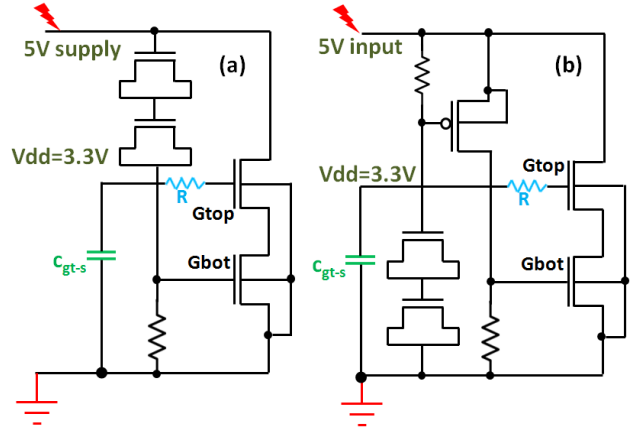 5V supply
(a)
Vdd=3.3V
R
Gtop
Gbot
cgt-s
5V input
(b)
Gtop
Vdd=3.3V
R
Gbot
cgt-s